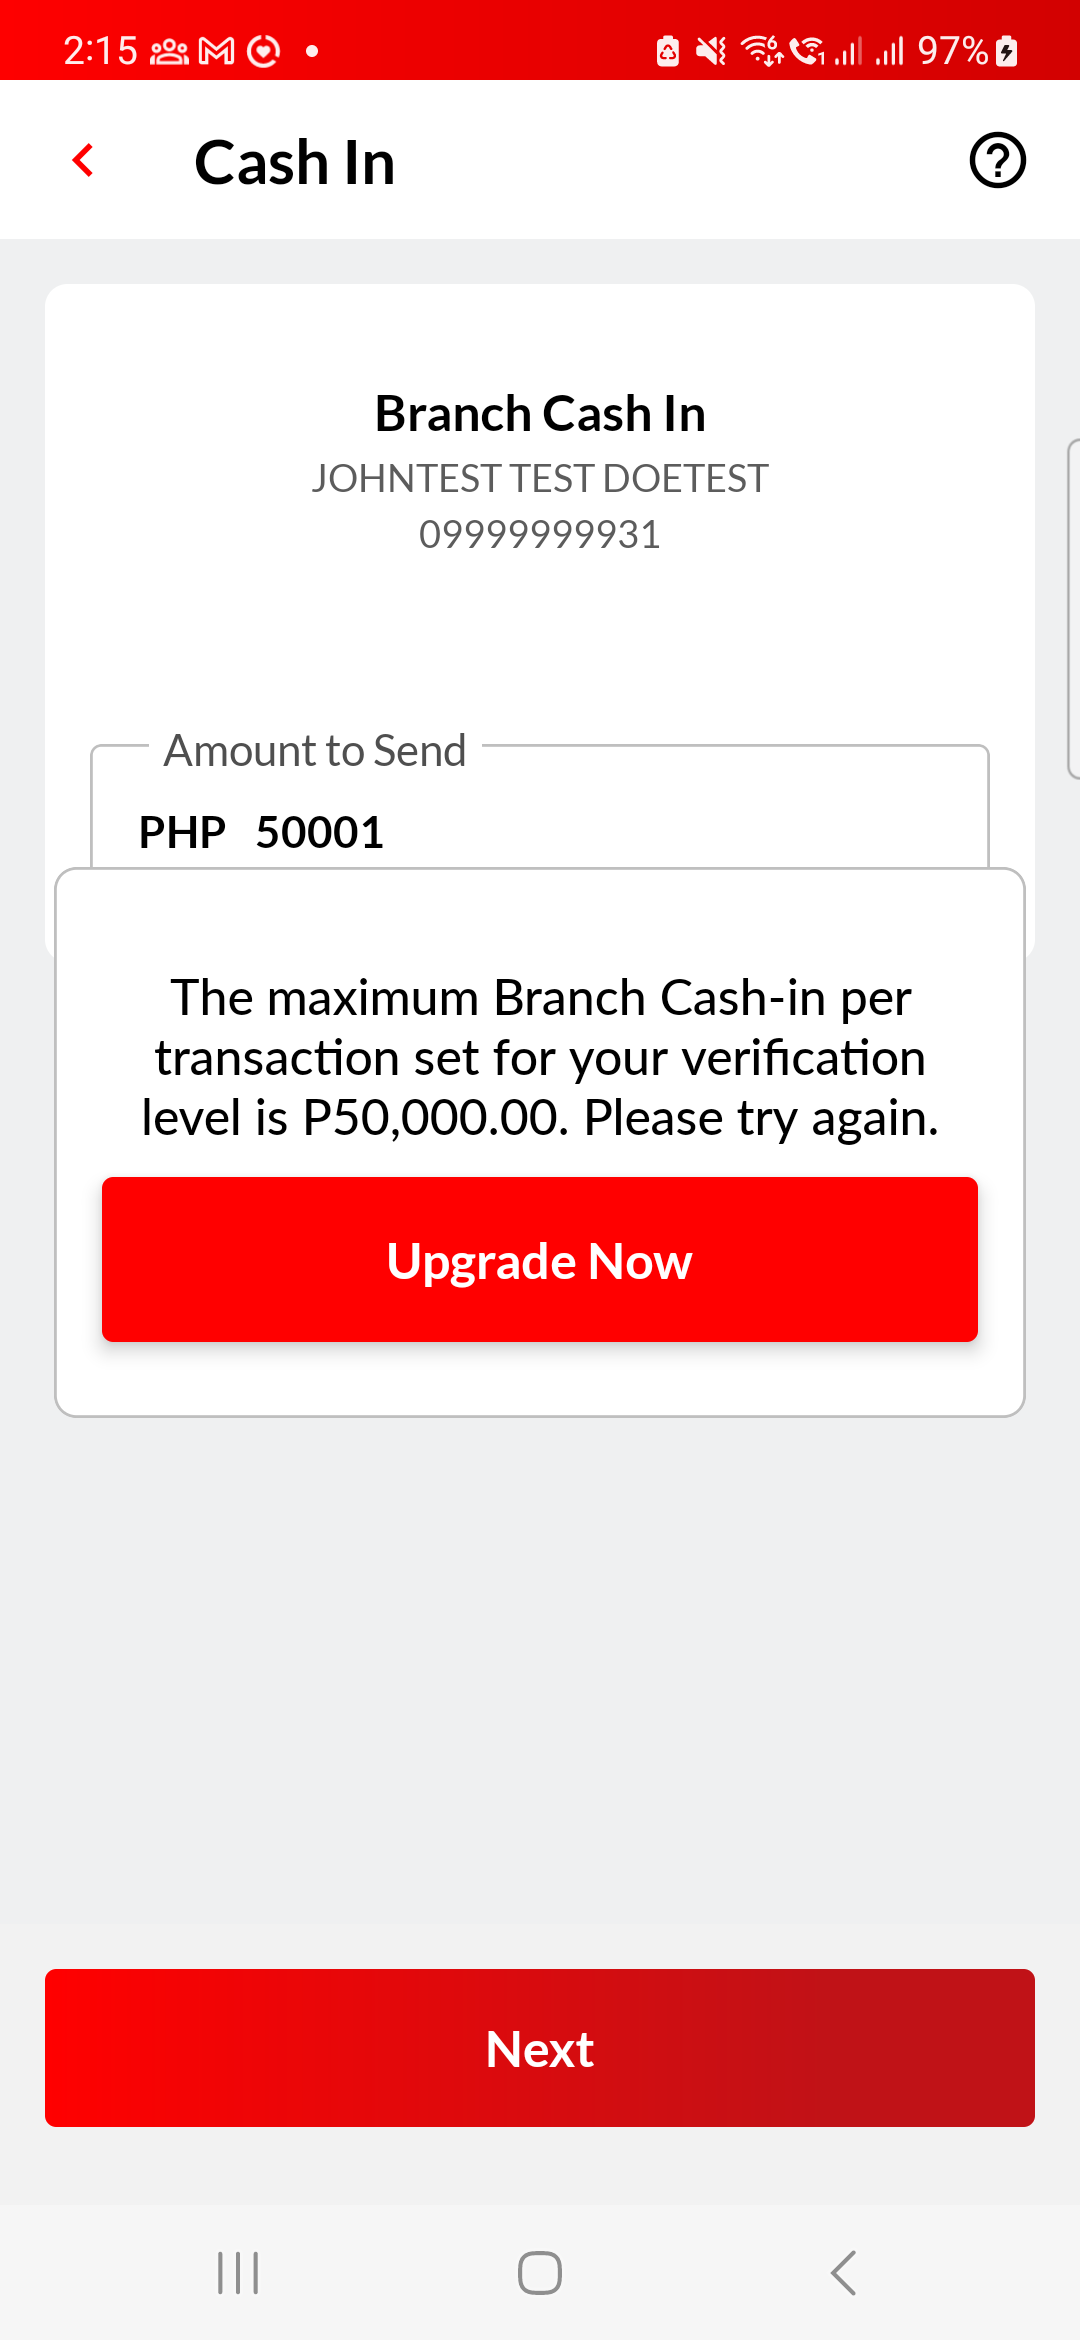 2:15
97%
Cash In
Branch Cash In
JOHNTEST TEST DOETEST
09999999931
Amount to Send
PHP 50001
The maximum Branch Cash-in per
transaction set for your verification
level is P50,000.00. Please try again.
Upgrade Now
Next